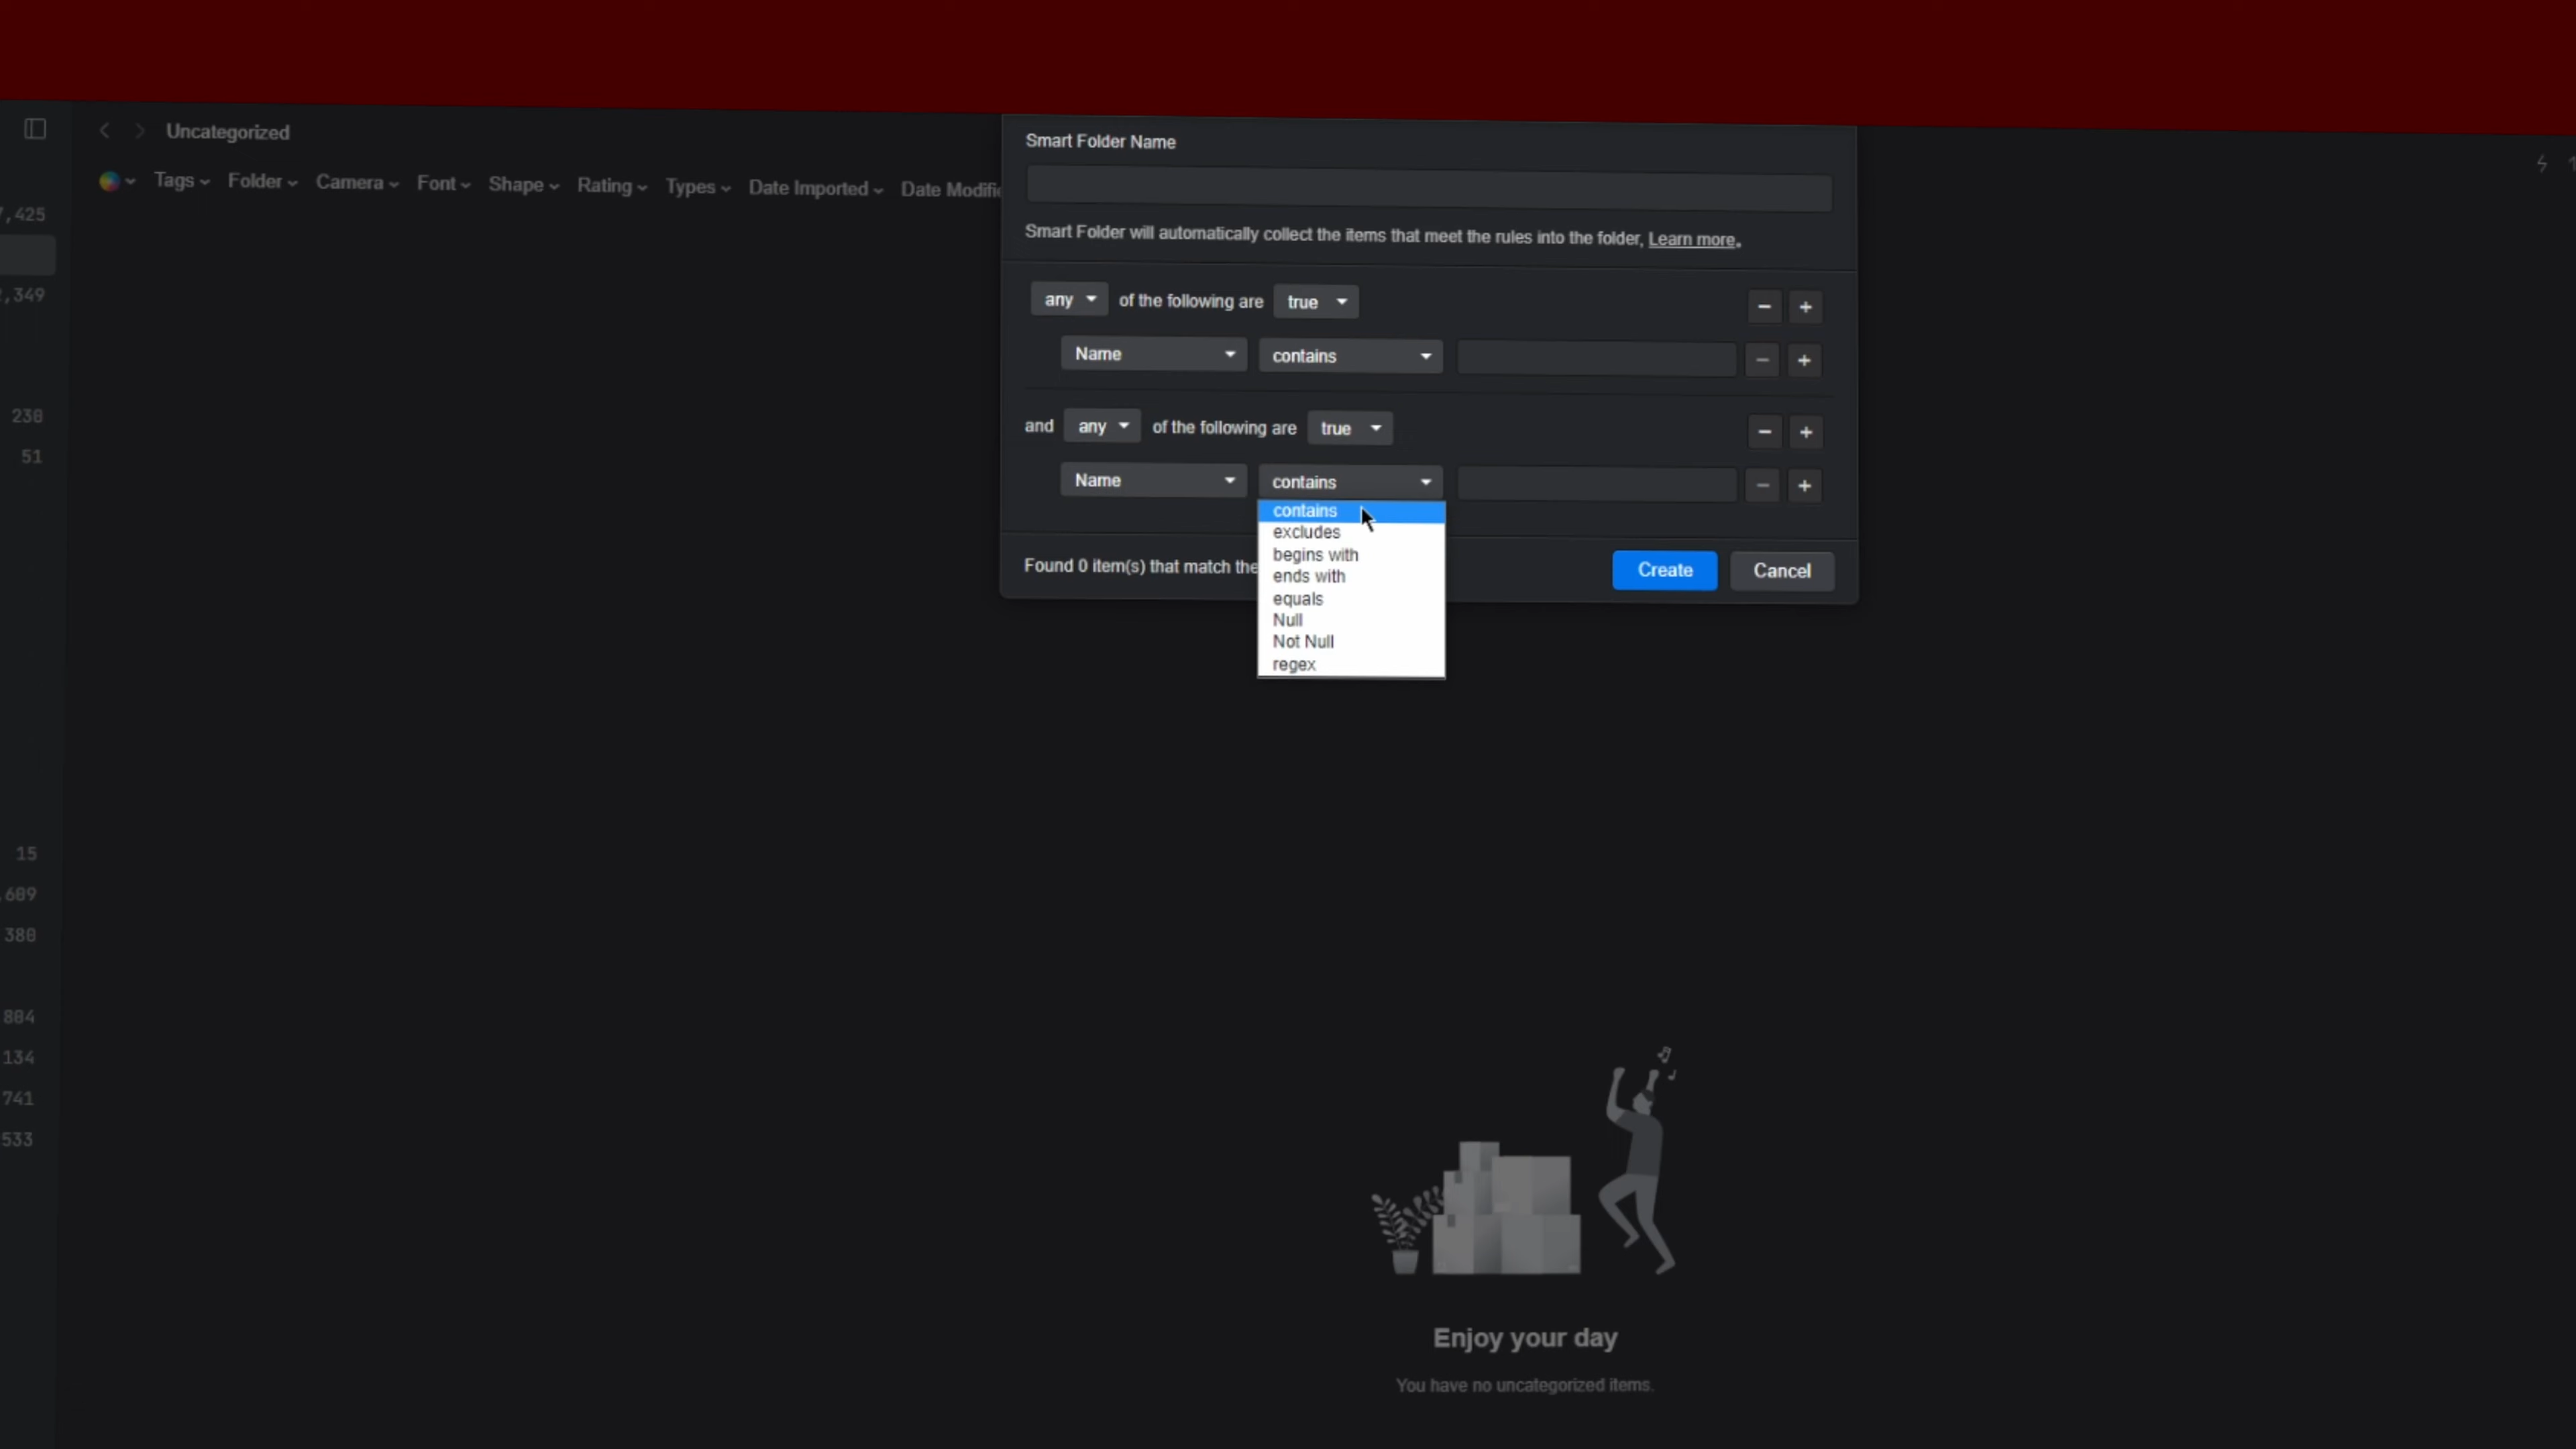 Uncategorized
Tags Folder Camera Font Shape Rating Types Date Imported
7,425
,349
230
51
15
,609
380
804
134
741
533
Smart Folder Name
Smart Folder will automatically collect the items that meet the rules into the folder, Learn more.
any of the following are true
Name contains
and any of the following are true
Name contains
contains
excludes
begins with
ends with
equals
Null
Not Null
regex
Found 0 item(s) that match the
Create Cancel
Enjoy your day
You have no uncategorized items.